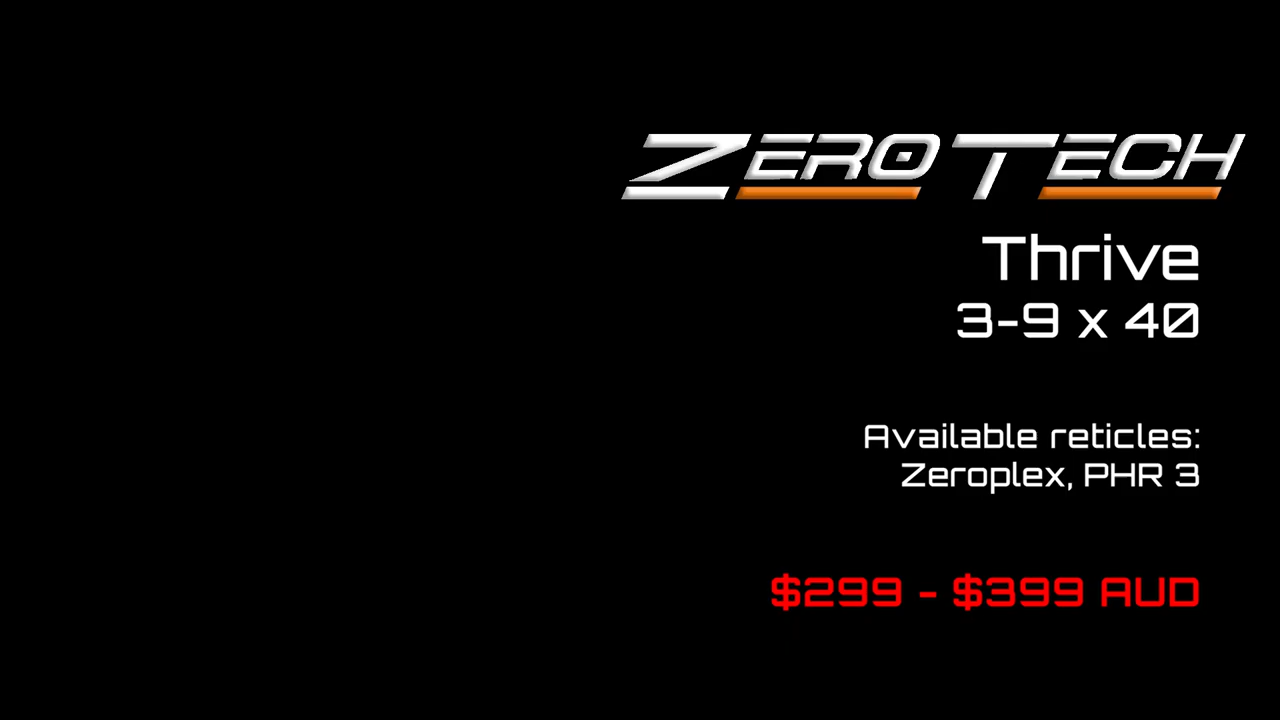 ZEROTECH
Thrive
3-9 x 40
Available reticles:
Zeroplex, PHR 3
$299 - $399 AUD